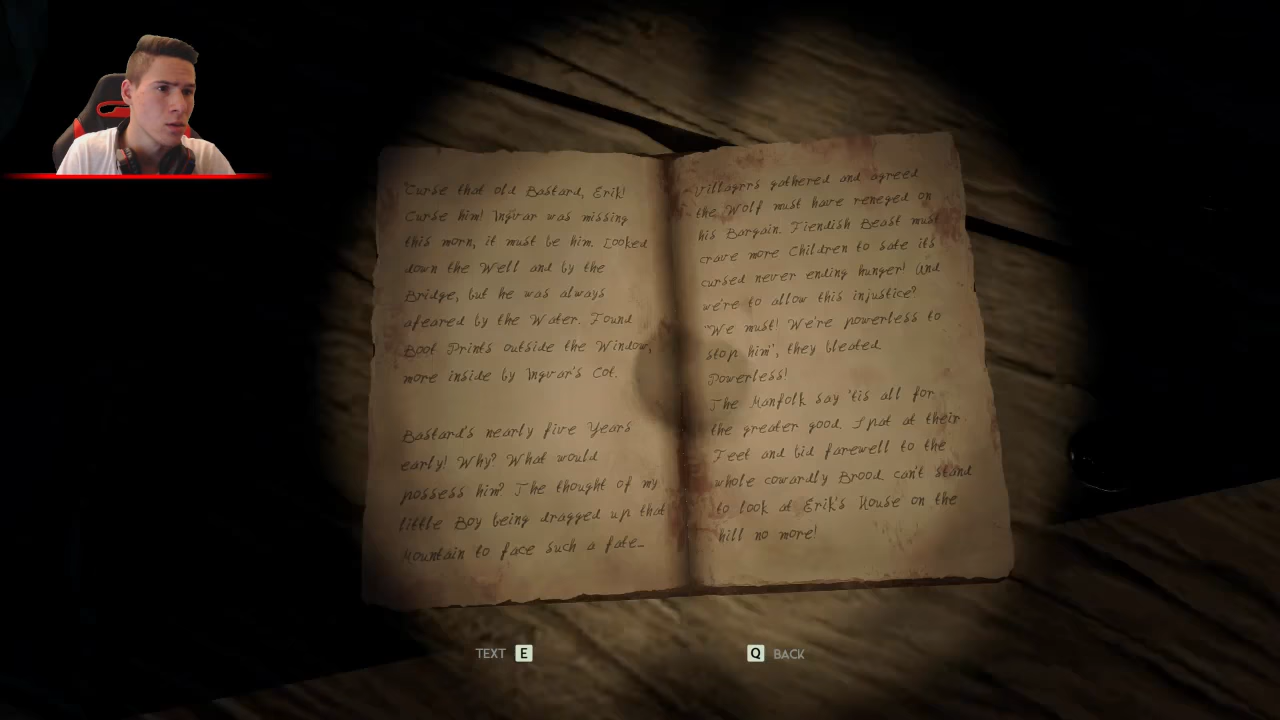 Curse that old Bastard, Erik!
Curse him! Ingvar was missing
this morn, it must be him. Looked
down the Well and by the
Bridge, but he was always
afeared by the Water. Found
Boot Prints outside the Window,
more inside by Ingvar's Cot.
Bastard's nearly five Years
early! Why? What would
possess him? The thought of my
little Boy being dragged up that
Mountain to face such a fate...
Villagers gathered and agreed
the Wolf must have reneged on
his Bargain. Fiendish Beast must
crave more Children to sate its
cursed never ending hunger! And
we're to allow this injustice?
"We must! We're powerless to
stop him", they bleated
Powerless!
The Manfolk say 'tis all for
the greater good. I spat at their
Feet and bid farewell to the
whole cowardly Brood can't stand
to look at Erik's House on the
hill no more!
TEXT E
Q BACK